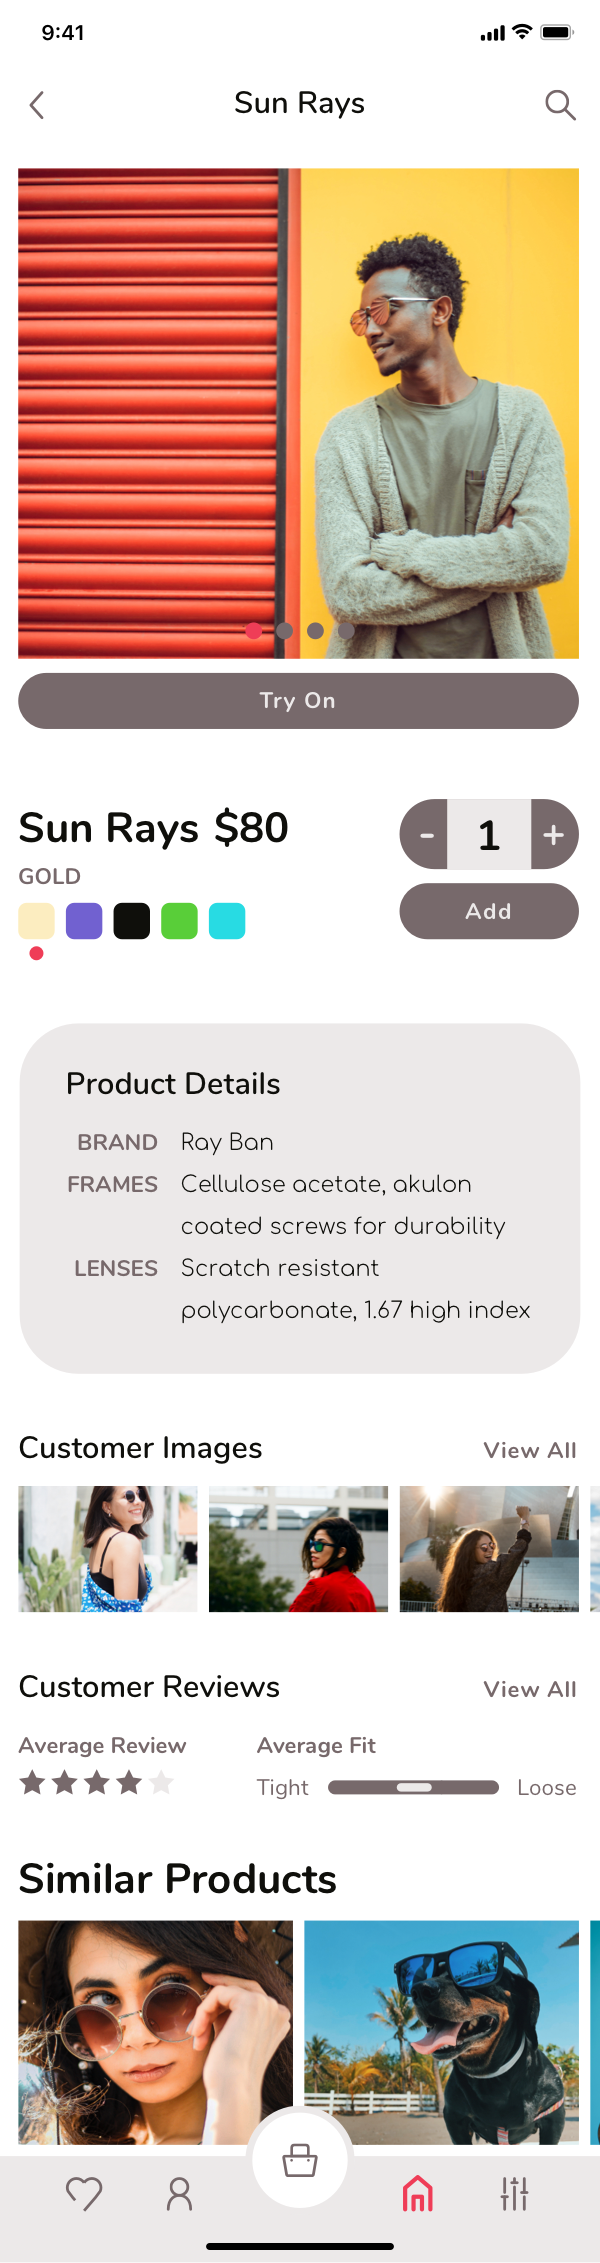 9:41
Sun Rays
Try On
Sun Rays $80
- 1 +
GOLD
Add
Product Details
BRAND Ray Ban
FRAMES Cellulose acetate, akulon
coated screws for durability
LENSES Scratch resistant
polycarbonate, 1.67 high index
Customer Images View All
Customer Reviews View All
Average Review Average Fit
Tight Loose
Similar Products